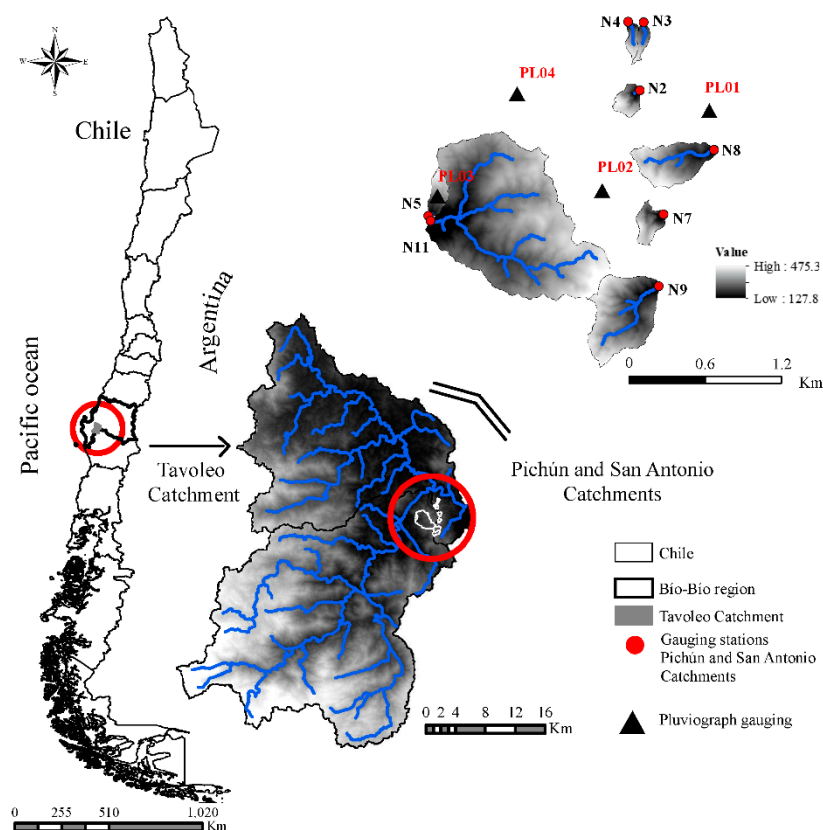 N
W
E
S
Chile
Argentina
Pacific ocean
Tavoleo
Catchment
N4
N3
PL04
N2
PL01
N8
PL03
PL02
N5
N7
N11
Value
High : 475.3
Low : 127.8
N9
0
0.6
1.2
Km
Pichún and San Antonio
Catchments
Chile
Bío-Bío region
Tavoleo Catchment
Gauging stations
Pichún and San Antonio
Catchments
Pluviograph gauging
0 2 4 8 12 16
Km
0 255 510 1,020
Km